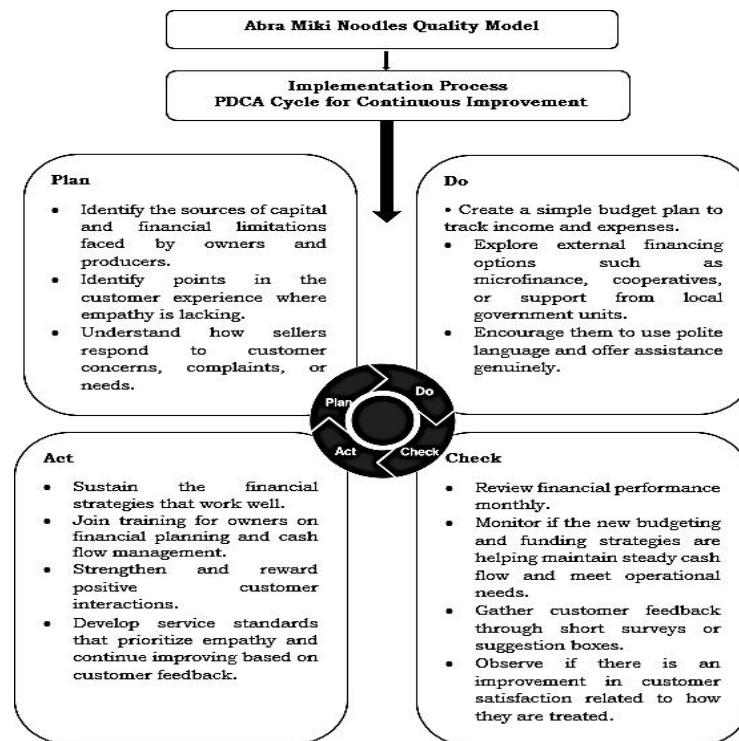 Abra Miki Noodles Quality Model
Implementation Process
PDCA Cycle for Continuous Improvement
Plan
• Identify the sources of capital
and financial limitations
faced by owners and
producers.
• Identify points in the
customer experience where
empathy is lacking.
• Understand how sellers
respond to customer
concerns, complaints, or
needs.
Do
• Create a simple budget plan to
track income and expenses.
• Explore external financing
options such as
microfinance, cooperatives,
or support from local
government units.
• Encourage them to use polite
language and offer assistance
genuinely.
Plan
Do
Act
Check
Act
• Sustain the financial
strategies that work well.
• Join training for owners on
financial planning and cash
flow management.
• Strengthen and reward
positive customer
interactions.
• Develop service standards
that prioritize empathy and
continue improving based on
customer feedback.
Check
• Review financial performance
monthly.
• Monitor if the new budgeting
and funding strategies are
helping maintain steady cash
flow and meet operational
needs.
• Gather customer feedback
through short surveys or
suggestion boxes.
• Observe if there is an
improvement in customer
satisfaction related to how
they are treated.